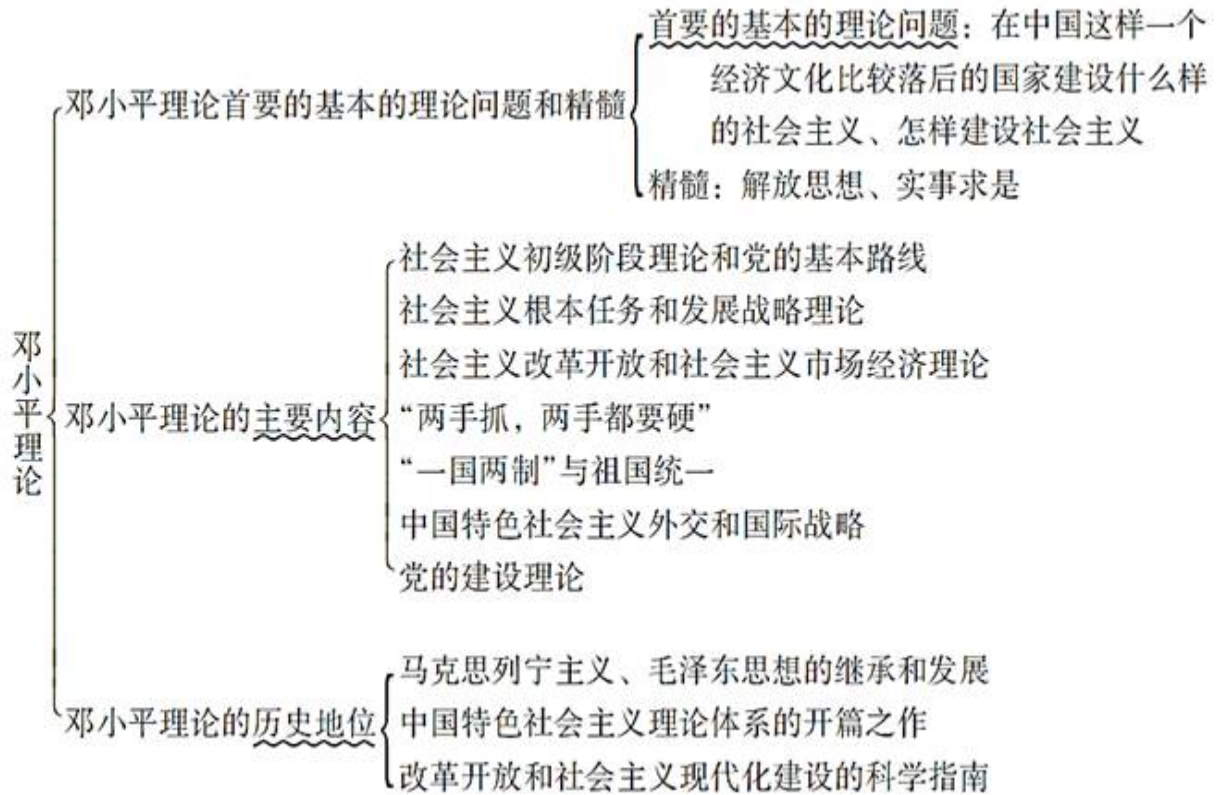 首要的基本的理论问题：在中国这样一个
经济文化比较落后的国家建设什么样
的社会主义、怎样建设社会主义
邓小平理论首要的基本的理论问题和精髓
精髓：解放思想、实事求是
社会主义初级阶段理论和党的基本路线
社会主义根本任务和发展战略理论
社会主义改革开放和社会主义市场经济理论
邓小平理论
邓小平理论的主要内容
“两手抓，两手都要硬”
“一国两制”与祖国统一
中国特色社会主义外交和国际战略
党的建设理论
马克思列宁主义、毛泽东思想的继承和发展
邓小平理论的历史地位
中国特色社会主义理论体系的开篇之作
改革开放和社会主义现代化建设的科学指南